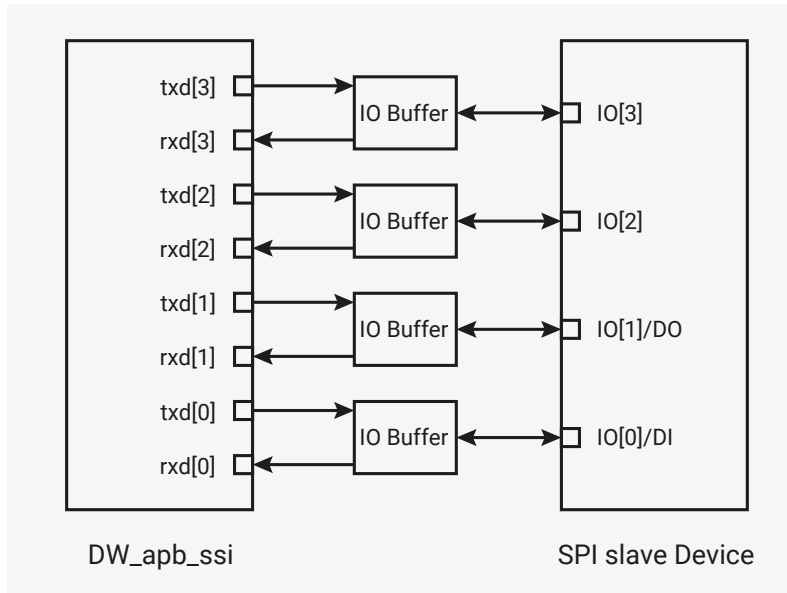 txd[3]
IO Buffer
IO[3]
rxd[3]
txd[2]
IO Buffer
IO[2]
rxd[2]
txd[1]
IO Buffer
IO[1]/DO
rxd[1]
txd[0]
IO Buffer
IO[0]/DI
rxd[0]
DW_apb_ssi
SPI slave Device